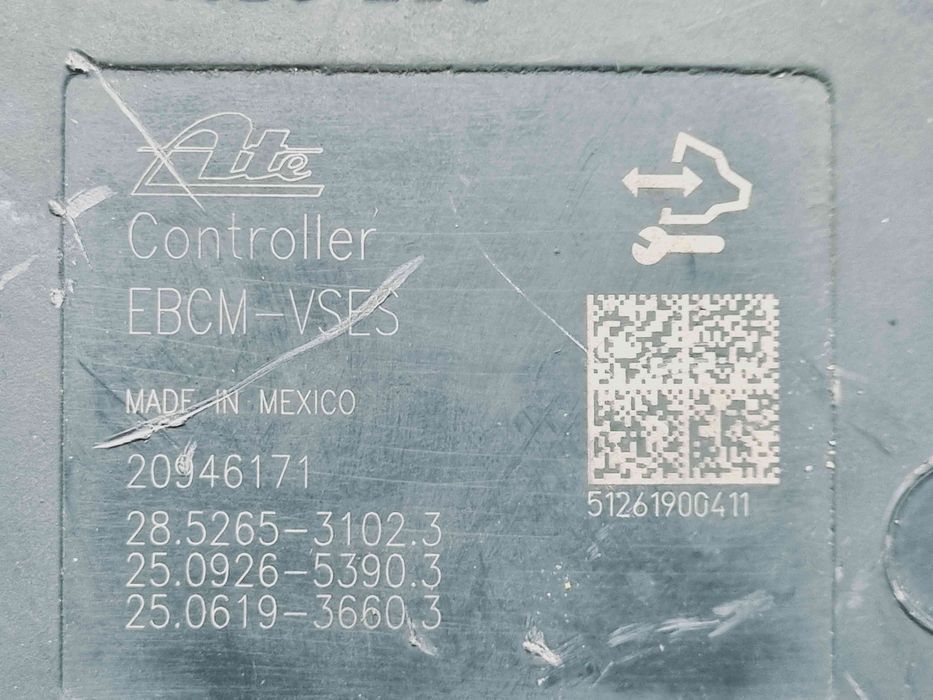 Ate
Controller
EBCM-VSES
MADE IN MEXICO
20946171
28.5265-3102.3
25.0926-5390.3
25.0619-3660.3
51261900411